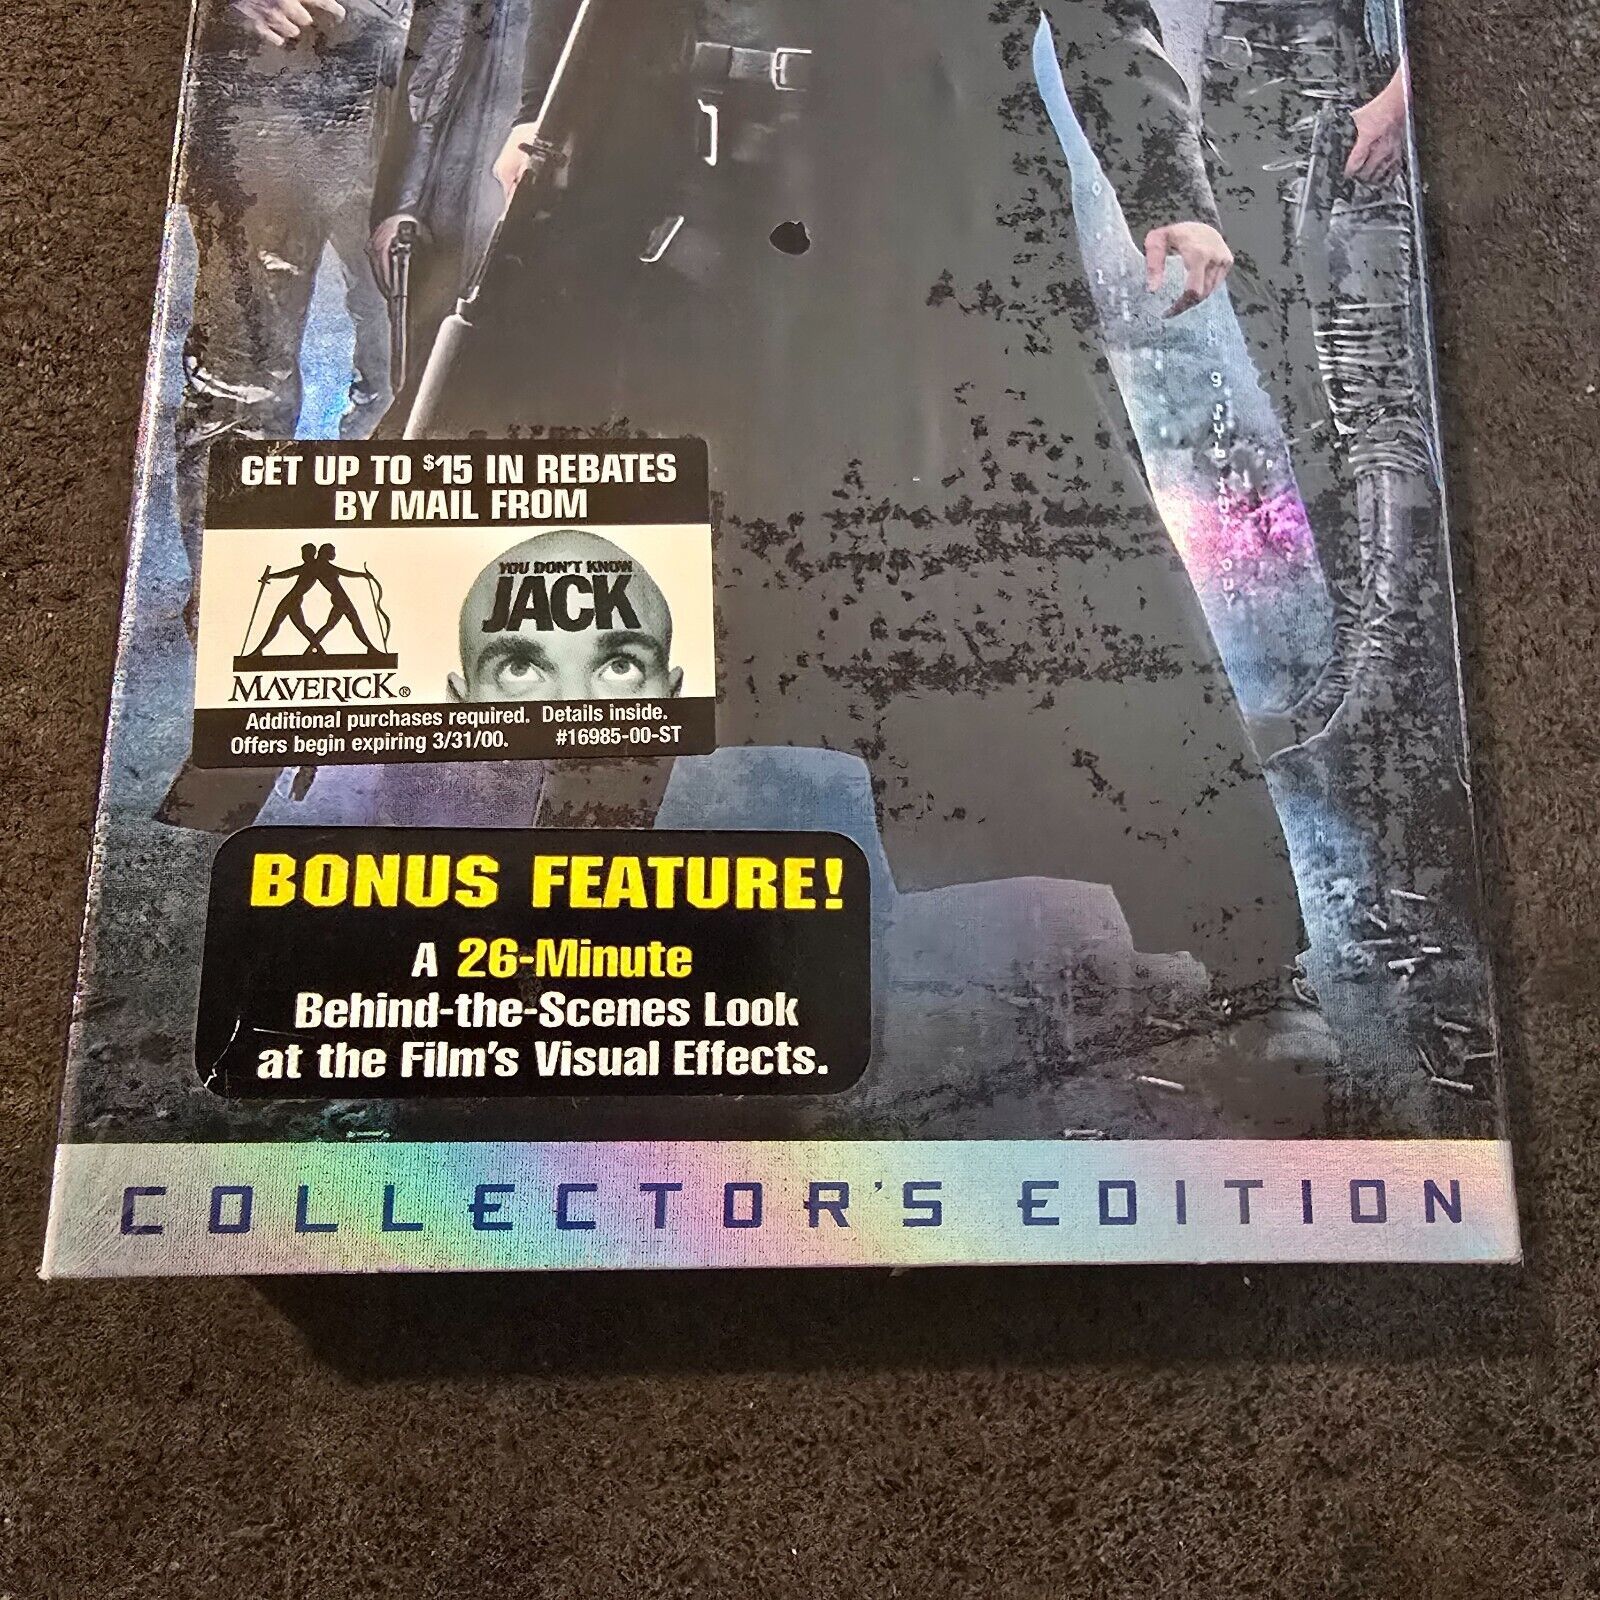 GET UP TO $15 IN REBATES
BY MAIL FROM
YOU DON'T KNOW
JACK
MAVERICK®
Additional purchases required. Details inside.
Offers begin expiring 3/31/00. #16985-00-ST
BONUS FEATURE!
A 26-Minute
Behind-the-Scenes Look
at the Film's Visual Effects.
COLLECTOR'S EDITION